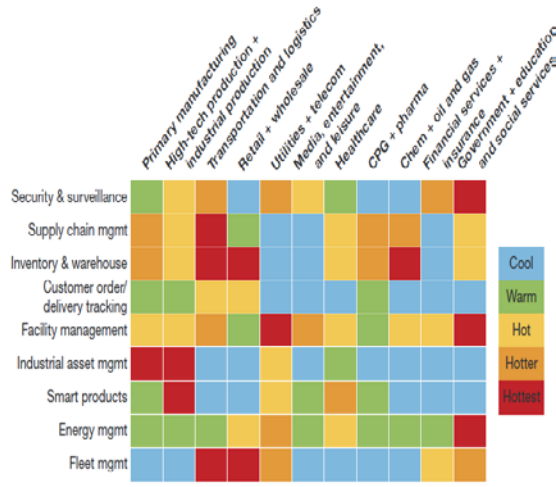 Primary manufacturing
High-tech production +
industrial production
Transportation and logistics
Retail + wholesale
Utilities + telecom
Media, entertainment,
and leisure
Healthcare
CPG + pharma
Chem + oil and gas
Financial services +
insurance
Government + education
and social services
Security & surveillance
Supply chain mgmt
Inventory & warehouse
Customer order/
delivery tracking
Facility management
Industrial asset mgmt
Smart products
Energy mgmt
Fleet mgmt
Cool
Warm
Hot
Hotter
Hottest